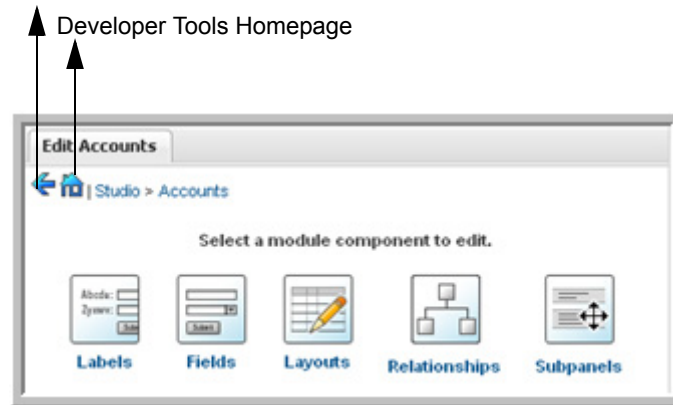 Developer Tools Homepage
Edit Accounts
| Studio > Accounts
Select a module component to edit.
Labels Fields Layouts Relationships Subpanels